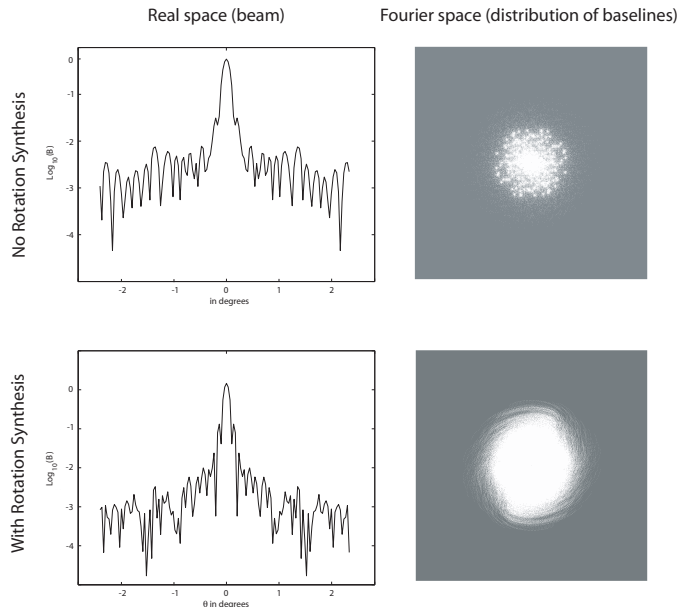 Real space (beam)
Fourier space (distribution of baselines)
No Rotation Synthesis
Log10(B)
0
-1
-2
-3
-4
-2
-1
0
1
2
in degrees
With Rotation Synthesis
Log10(B)
0
-1
-2
-3
-4
-2
-1
0
1
2
θ in degrees